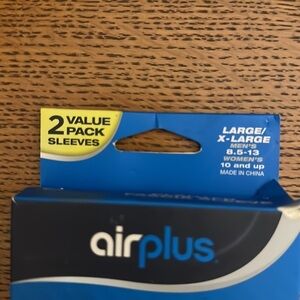 2 VALUE
PACK
SLEEVES
LARGE/
X-LARGE
MEN'S
8.5-13
WOMEN'S
10 and up
MADE IN CHINA
airplus